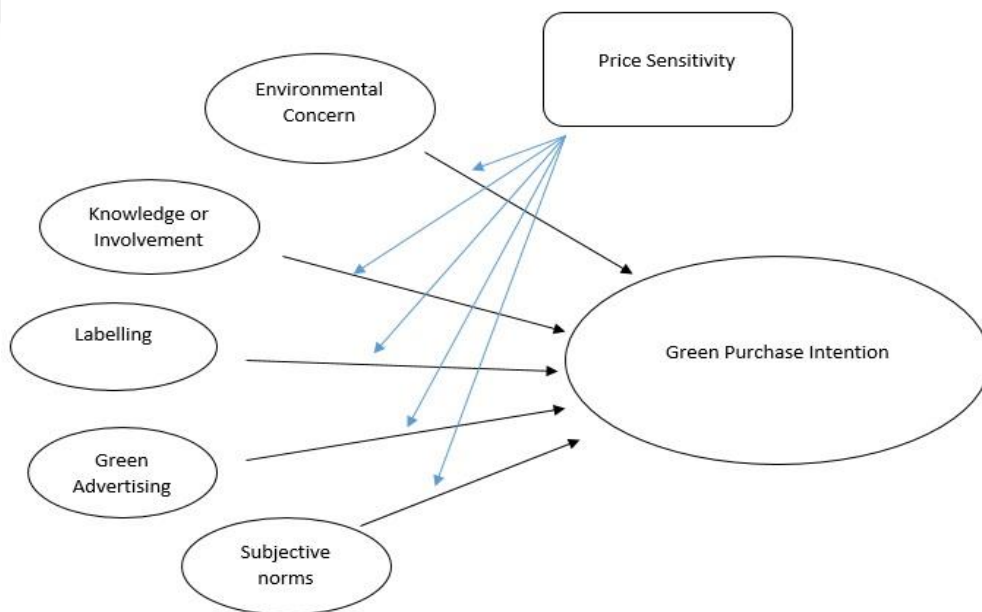 Price Sensitivity
Environmental
Concern
Knowledge or
Involvement
Labelling
Green Purchase Intention
Green
Advertising
Subjective
norms